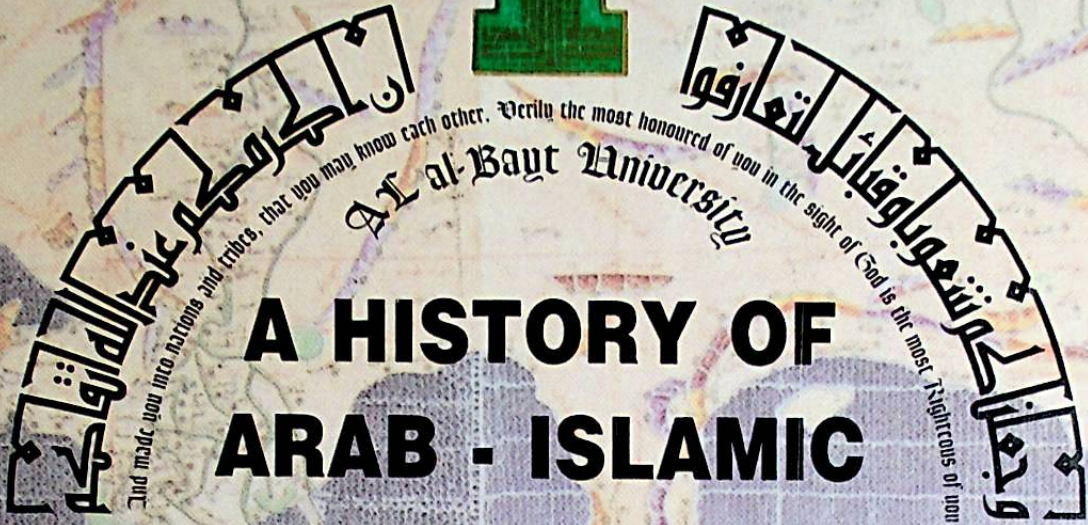 وجعلناكم شعوبا وقبائل لتعارفوا
ان اكرمكم عند الله اتقاكم
And made you into nations and tribes, that you may know each other. Verily the most honoured of you in the sight of God is the most Righteous of you
AL al-Bayt University
A HISTORY OF
ARAB - ISLAMIC